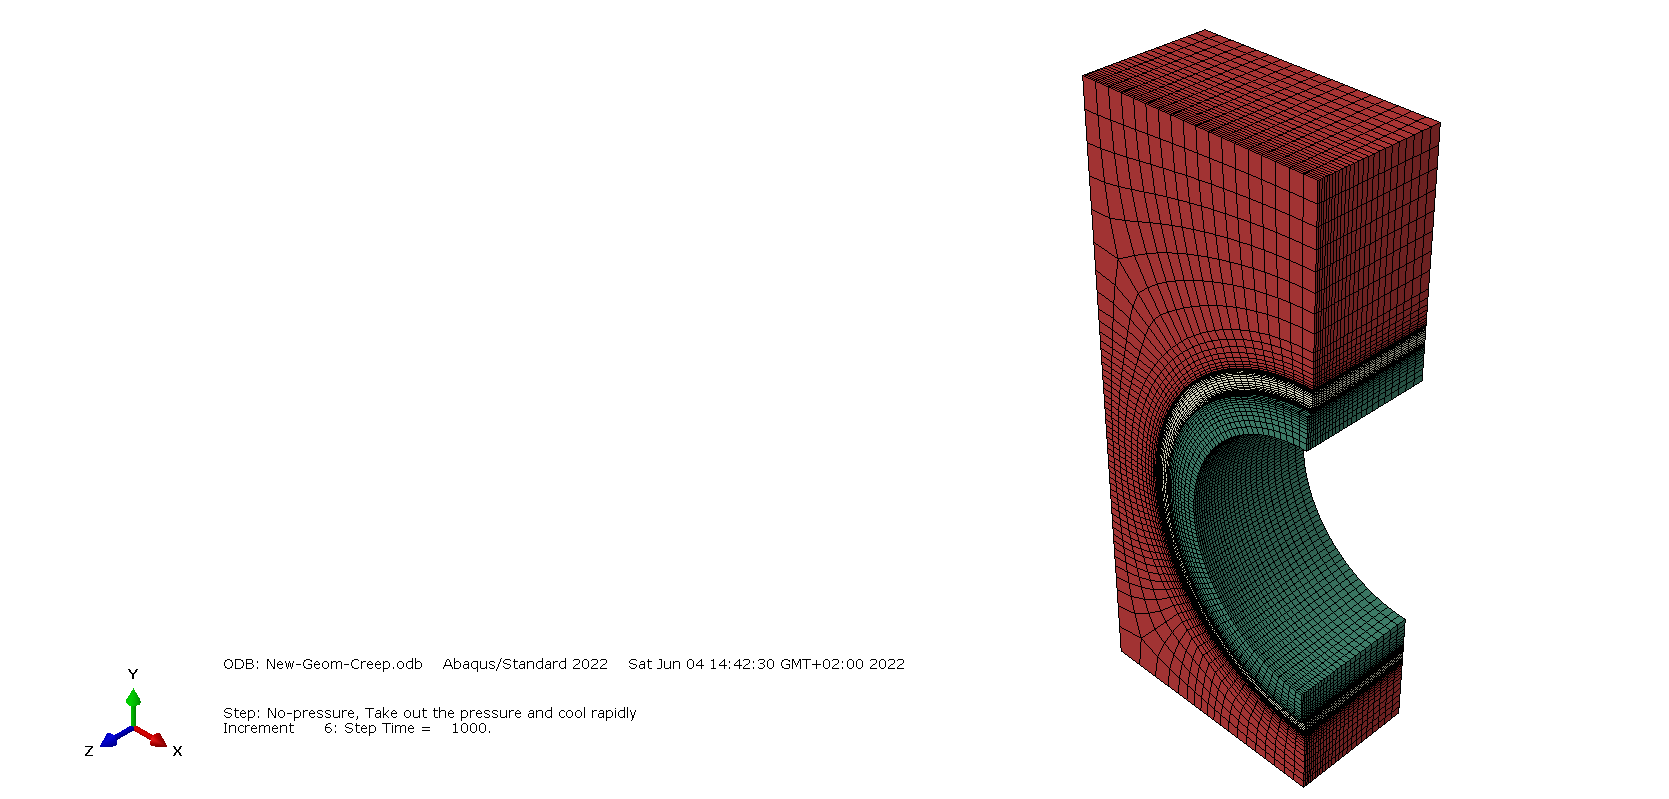 ODB: New-Geom-Creep.odb    Abaqus/Standard 2022    Sat Jun 04 14:42:30 GMT+02:00 2022
Y
Step: No-pressure, Take out the pressure and cool rapidly
Increment      6: Step Time =    1000.
Z
X